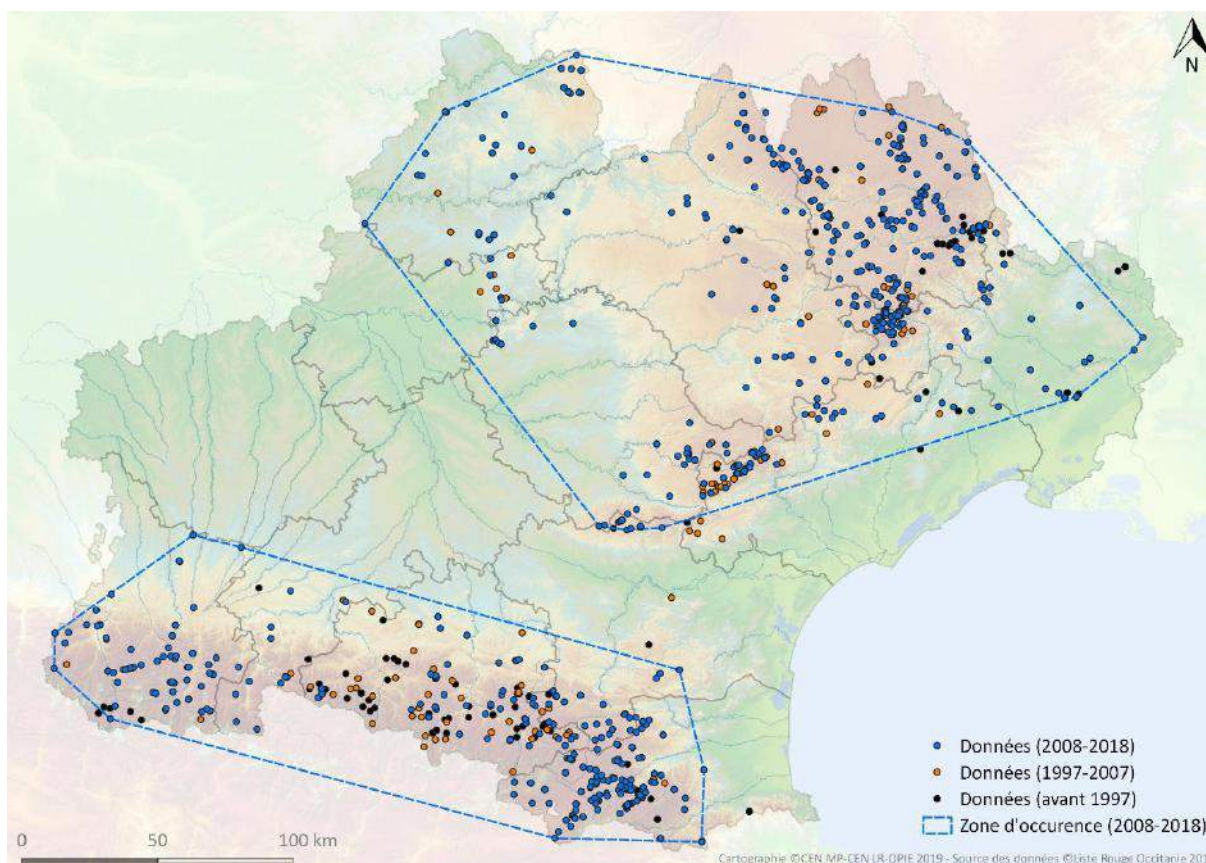 N
Données (2008-2018)
Données (1997-2007)
Données (avant 1997)
Zone d'occurence (2008-2018)
0 50 100 km
Cartographie ©CEN MP-CEN LR-OPIE 2019 - Source des données ©Liste Rouge Occitanie 201